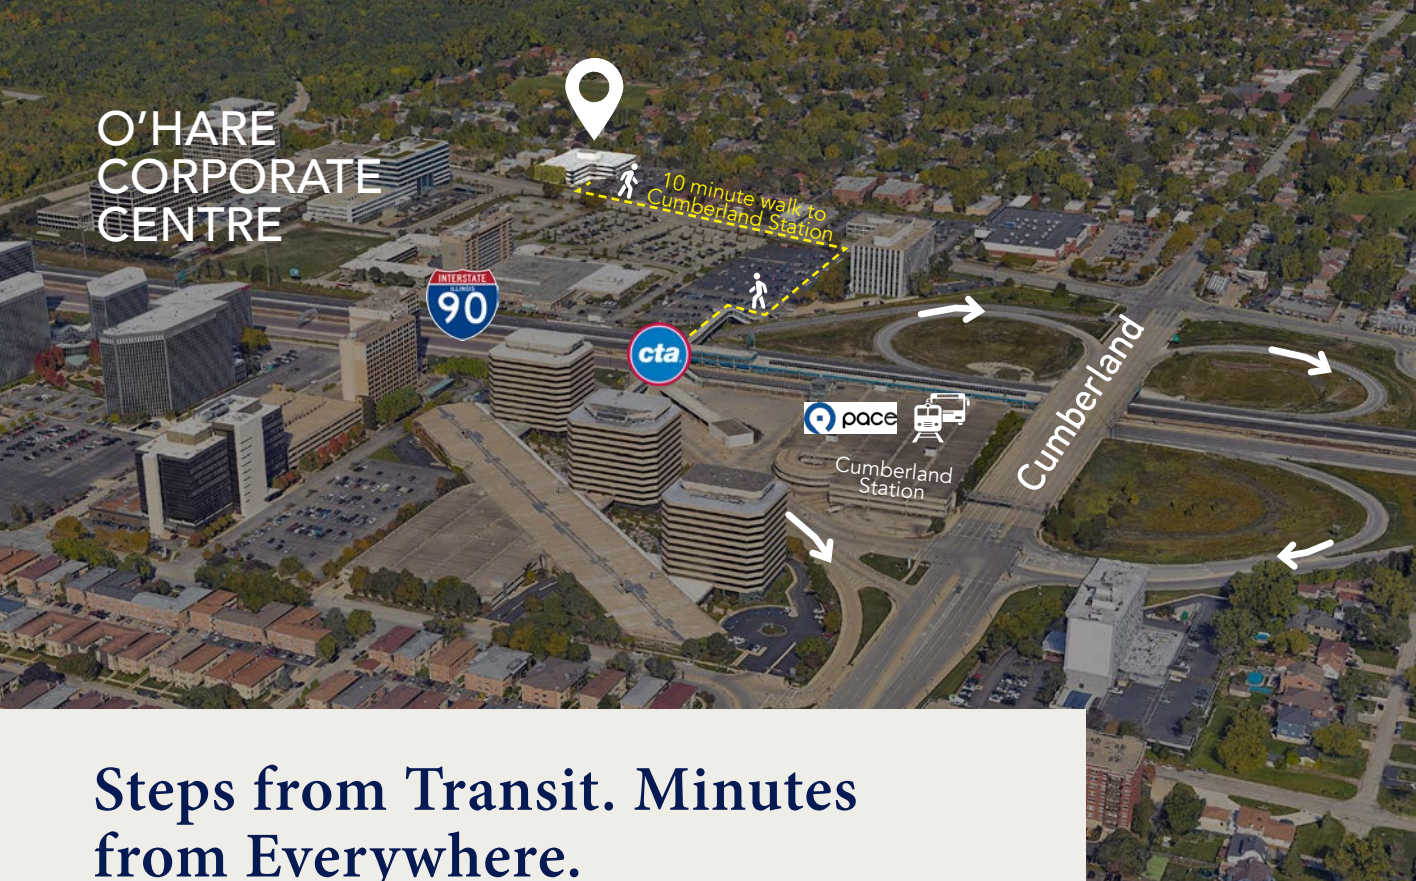 O’HARE
CORPORATE
CENTRE
10 minute walk to
Cumberland Station
INTERSTATE
ILLINOIS
90
cta
pace
Cumberland
Station
Cumberland
Steps from Transit. Minutes
from Everywhere.